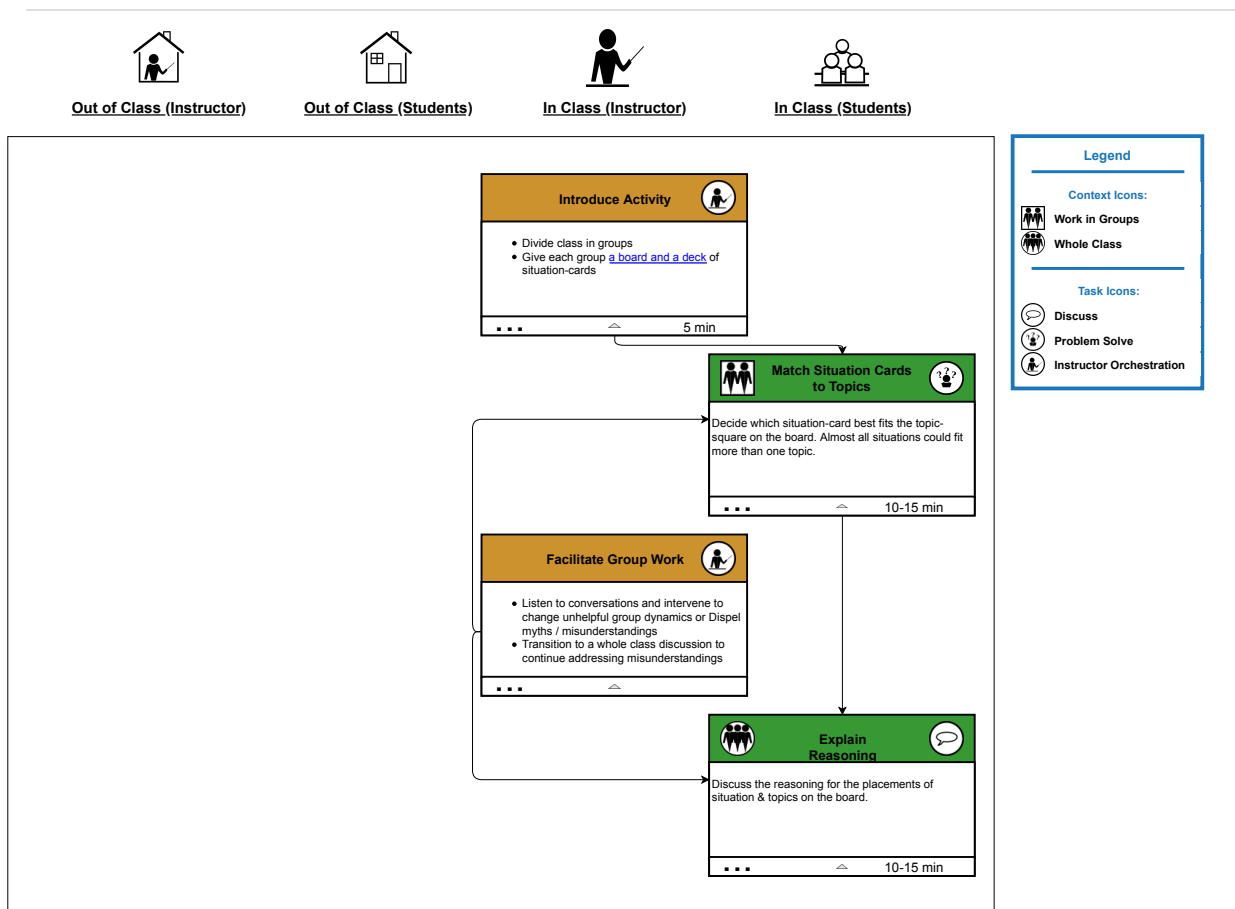 Out of Class (Instructor)
Out of Class (Students)
In Class (Instructor)
In Class (Students)
Introduce Activity
Divide class in groups
Give each group a board and a deck of
situation-cards
5 min
Match Situation Cards
to Topics
???
Decide which situation-card best fits the topic-
square on the board. Almost all situations could fit
more than one topic.
10-15 min
Facilitate Group Work
Listen to conversations and intervene to
change unhelpful group dynamics or Dispel
myths / misunderstandings
Transition to a whole class discussion to
continue addressing misunderstandings
Explain
Reasoning
Discuss the reasoning for the placements of
situation & topics on the board.
10-15 min
Legend
Context Icons:
Work in Groups
Whole Class
Task Icons:
Discuss
???
Problem Solve
Instructor Orchestration